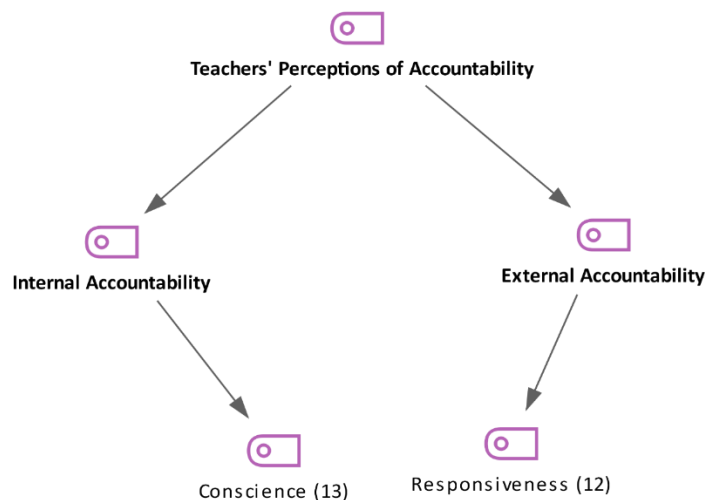 Teachers' Perceptions of Accountability
Internal Accountability
External Accountability
Conscience (13)
Responsiveness (12)